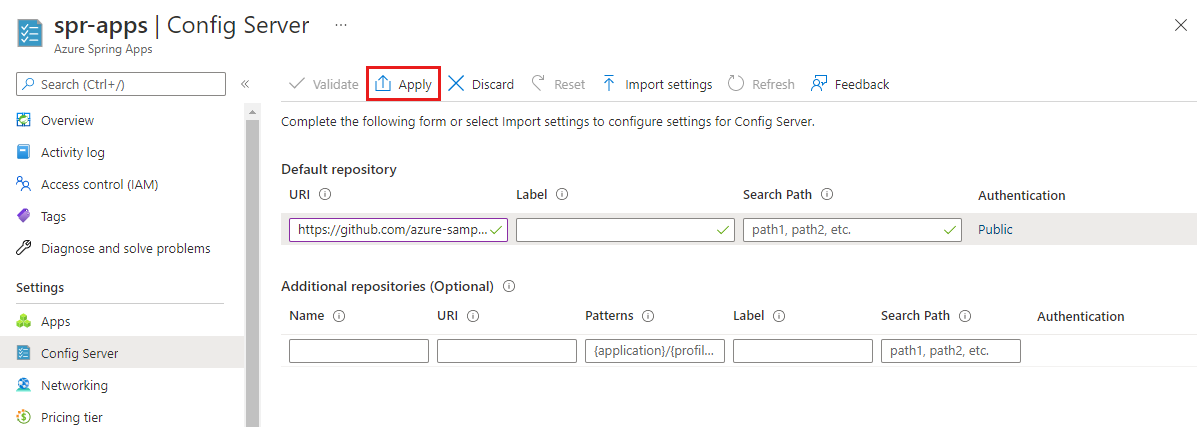 spr-apps | Config Server ...
Azure Spring Apps
Search (Ctrl+/) «
Validate Apply Discard Reset Import settings Refresh Feedback
Overview
Activity log
Access control (IAM)
Tags
Diagnose and solve problems
Settings
Apps
Config Server
Networking
Pricing tier
Complete the following form or select Import settings to configure settings for Config Server.
Default repository
URI Label Search Path Authentication
https://github.com/azure-samp... path1, path2, etc. Public
Additional repositories (Optional)
Name URI Patterns Label Search Path Authentication
{application}/{profil... path1, path2, etc.